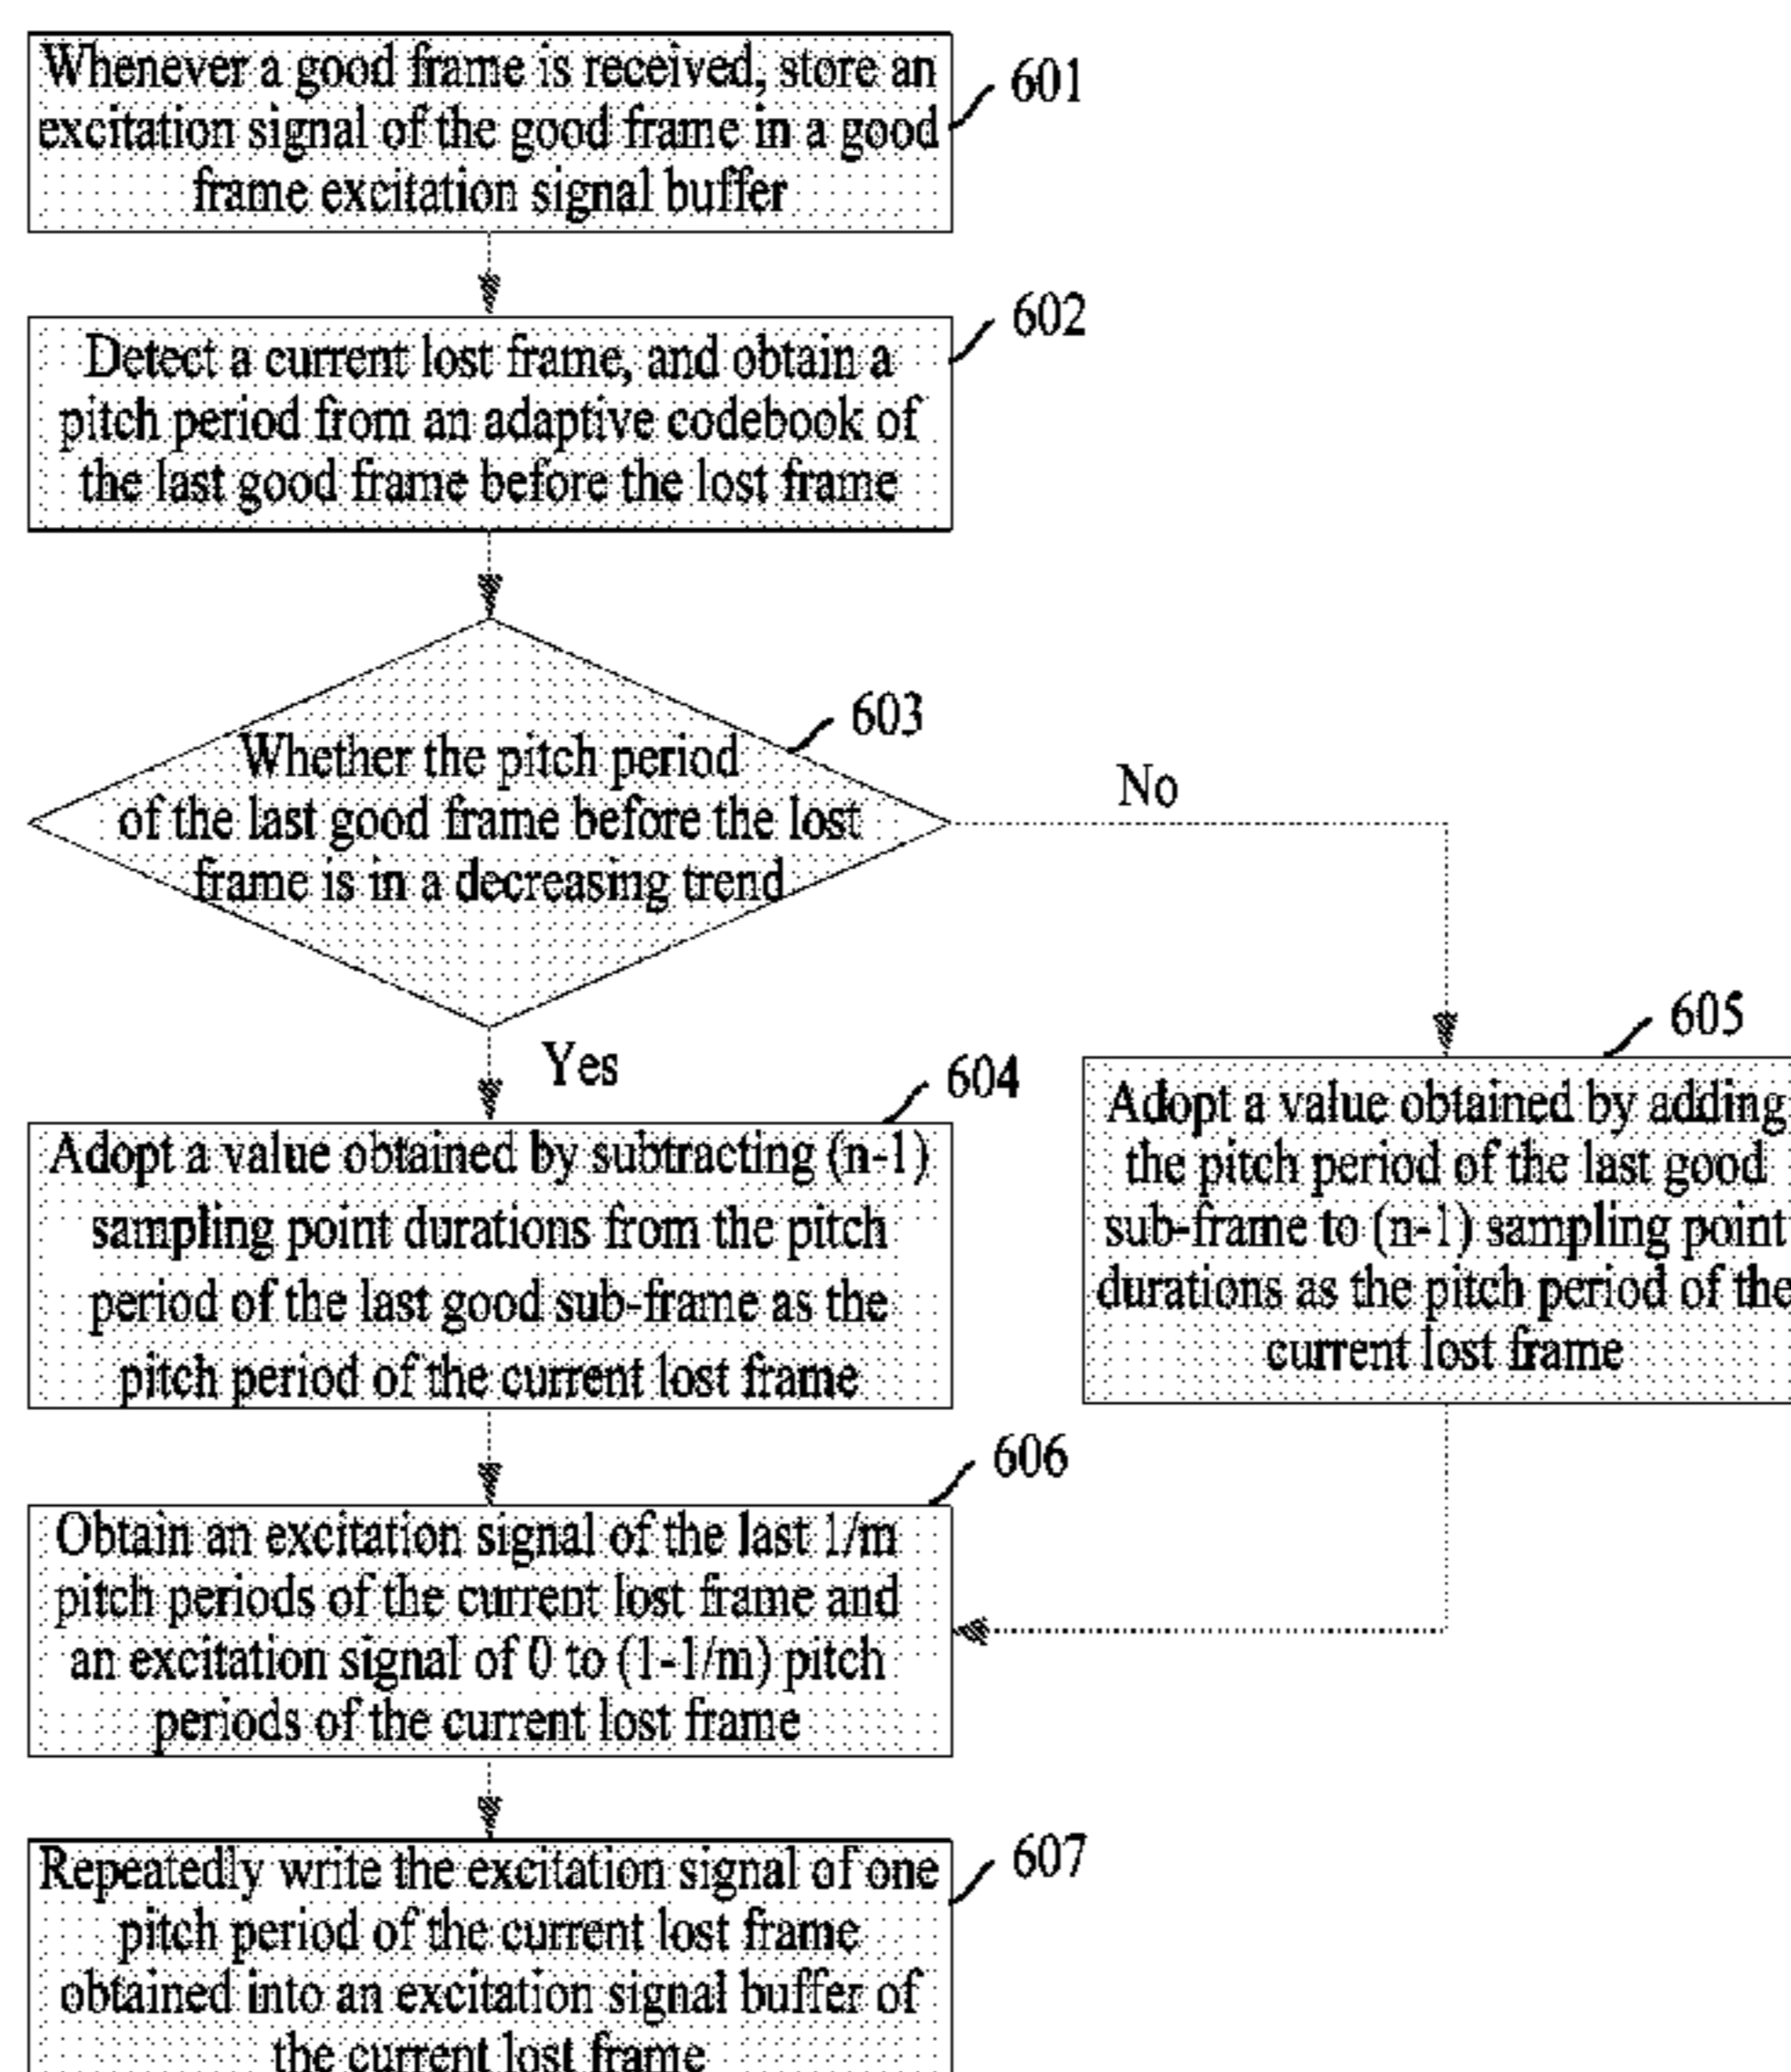 Whenever a good frame is received, store an
excitation signal of the good frame in a good
frame excitation signal buffer
601
Detect a current lost frame, and obtain a
pitch period from an adaptive codebook of
the last good frame before the lost frame
602
Whether the pitch period
of the last good frame before the lost
frame is in a decreasing trend
603
No
Yes
Adopt a value obtained by subtracting (n-1)
sampling point durations from the pitch
period of the last good sub-frame as the
pitch period of the current lost frame
604
Adopt a value obtained by adding
the pitch period of the last good
sub-frame to (n-1) sampling point
durations as the pitch period of the
current lost frame
605
Obtain an excitation signal of the last 1/m
pitch periods of the current lost frame and
an excitation signal of 0 to (1-1/m) pitch
periods of the current lost frame
606
Repeatedly write the excitation signal of one
pitch period of the current lost frame
obtained into an excitation signal buffer of
the current lost frame
607